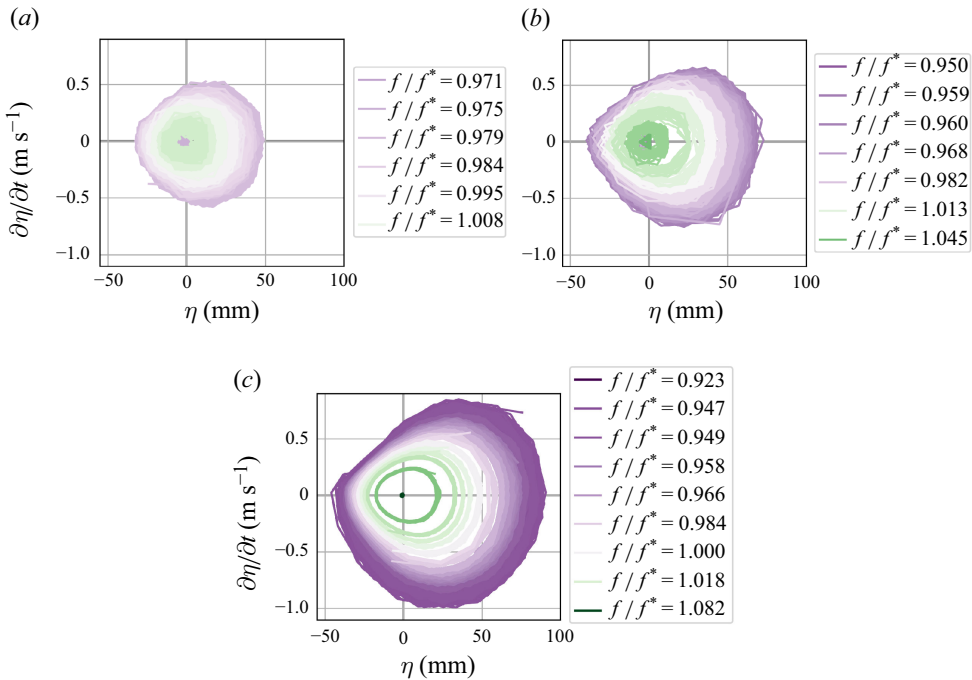 (a)
0.5
0
−0.5
−1.0
∂η/∂t (m s⁻¹)
−50 0 50 100
η (mm)
f/f* = 0.971
f/f* = 0.975
f/f* = 0.979
f/f* = 0.984
f/f* = 0.995
f/f* = 1.008
(b)
0.5
0
−0.5
−1.0
−50 0 50 100
η (mm)
f/f* = 0.950
f/f* = 0.959
f/f* = 0.960
f/f* = 0.968
f/f* = 0.982
f/f* = 1.013
f/f* = 1.045
(c)
0.5
0
−0.5
−1.0
∂η/∂t (m s⁻¹)
−50 0 50 100
η (mm)
f/f* = 0.923
f/f* = 0.947
f/f* = 0.949
f/f* = 0.958
f/f* = 0.966
f/f* = 0.984
f/f* = 1.000
f/f* = 1.018
f/f* = 1.082